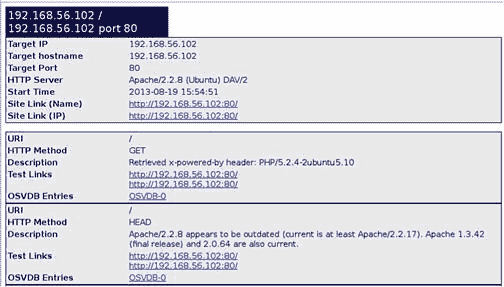 192.168.56.102 /
192.168.56.102 port 80
Target IP 192.168.56.102
Target hostname 192.168.56.102
Target Port 80
HTTP Server Apache/2.2.8 (Ubuntu) DAV/2
Start Time 2013-08-19 15:54:51
Site Link (Name) http://192.168.56.102:80/
Site Link (IP) http://192.168.56.102:80/
URI /
HTTP Method GET
Description Retrieved x-powered-by header: PHP/5.2.4-2ubuntu5.10
Test Links http://192.168.56.102:80/
http://192.168.56.102:80/
OSVDB Entries OSVDB-0
URI /
HTTP Method HEAD
Description Apache/2.2.8 appears to be outdated (current is at least Apache/2.2.17). Apache 1.3.42
(final release) and 2.0.64 are also current.
Test Links http://192.168.56.102:80/
http://192.168.56.102:80/
OSVDB Entries OSVDB-0